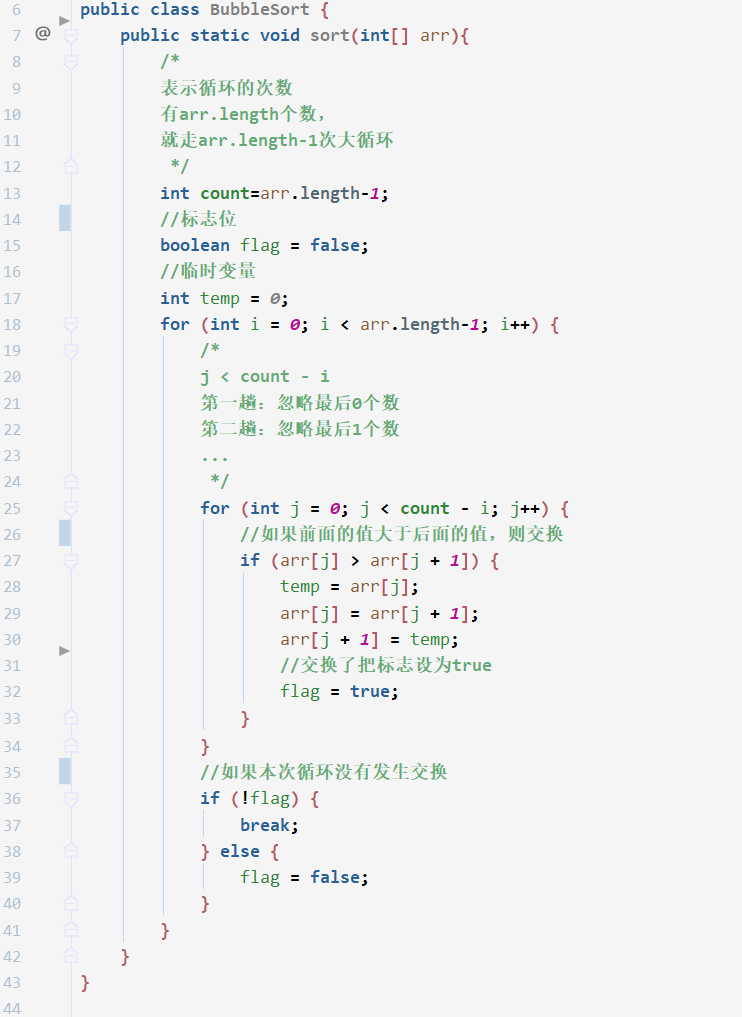 6 public class BubbleSort {
7 @ public static void sort(int[] arr){
8 /*
9 表示循环的次数
10 有arr.length个数，
11 就走arr.length-1次大循环
12 */
13 int count=arr.length-1;
14 //标志位
15 boolean flag = false;
16 //临时变量
17 int temp = 0;
18 for (int i = 0; i < arr.length-1; i++) {
19 /*
20 j < count - i
21 第一趟：忽略最后0个数
22 第二趟：忽略最后1个数
23 ...
24 */
25 for (int j = 0; j < count - i; j++) {
26 //如果前面的值大于后面的值，则交换
27 if (arr[j] > arr[j + 1]) {
28 temp = arr[j];
29 arr[j] = arr[j + 1];
30 arr[j + 1] = temp;
31 //交换了把标志设为true
32 flag = true;
33 }
34 }
35 //如果本次循环没有发生交换
36 if (!flag) {
37 break;
38 } else {
39 flag = false;
40 }
41 }
42 }
43 }
44